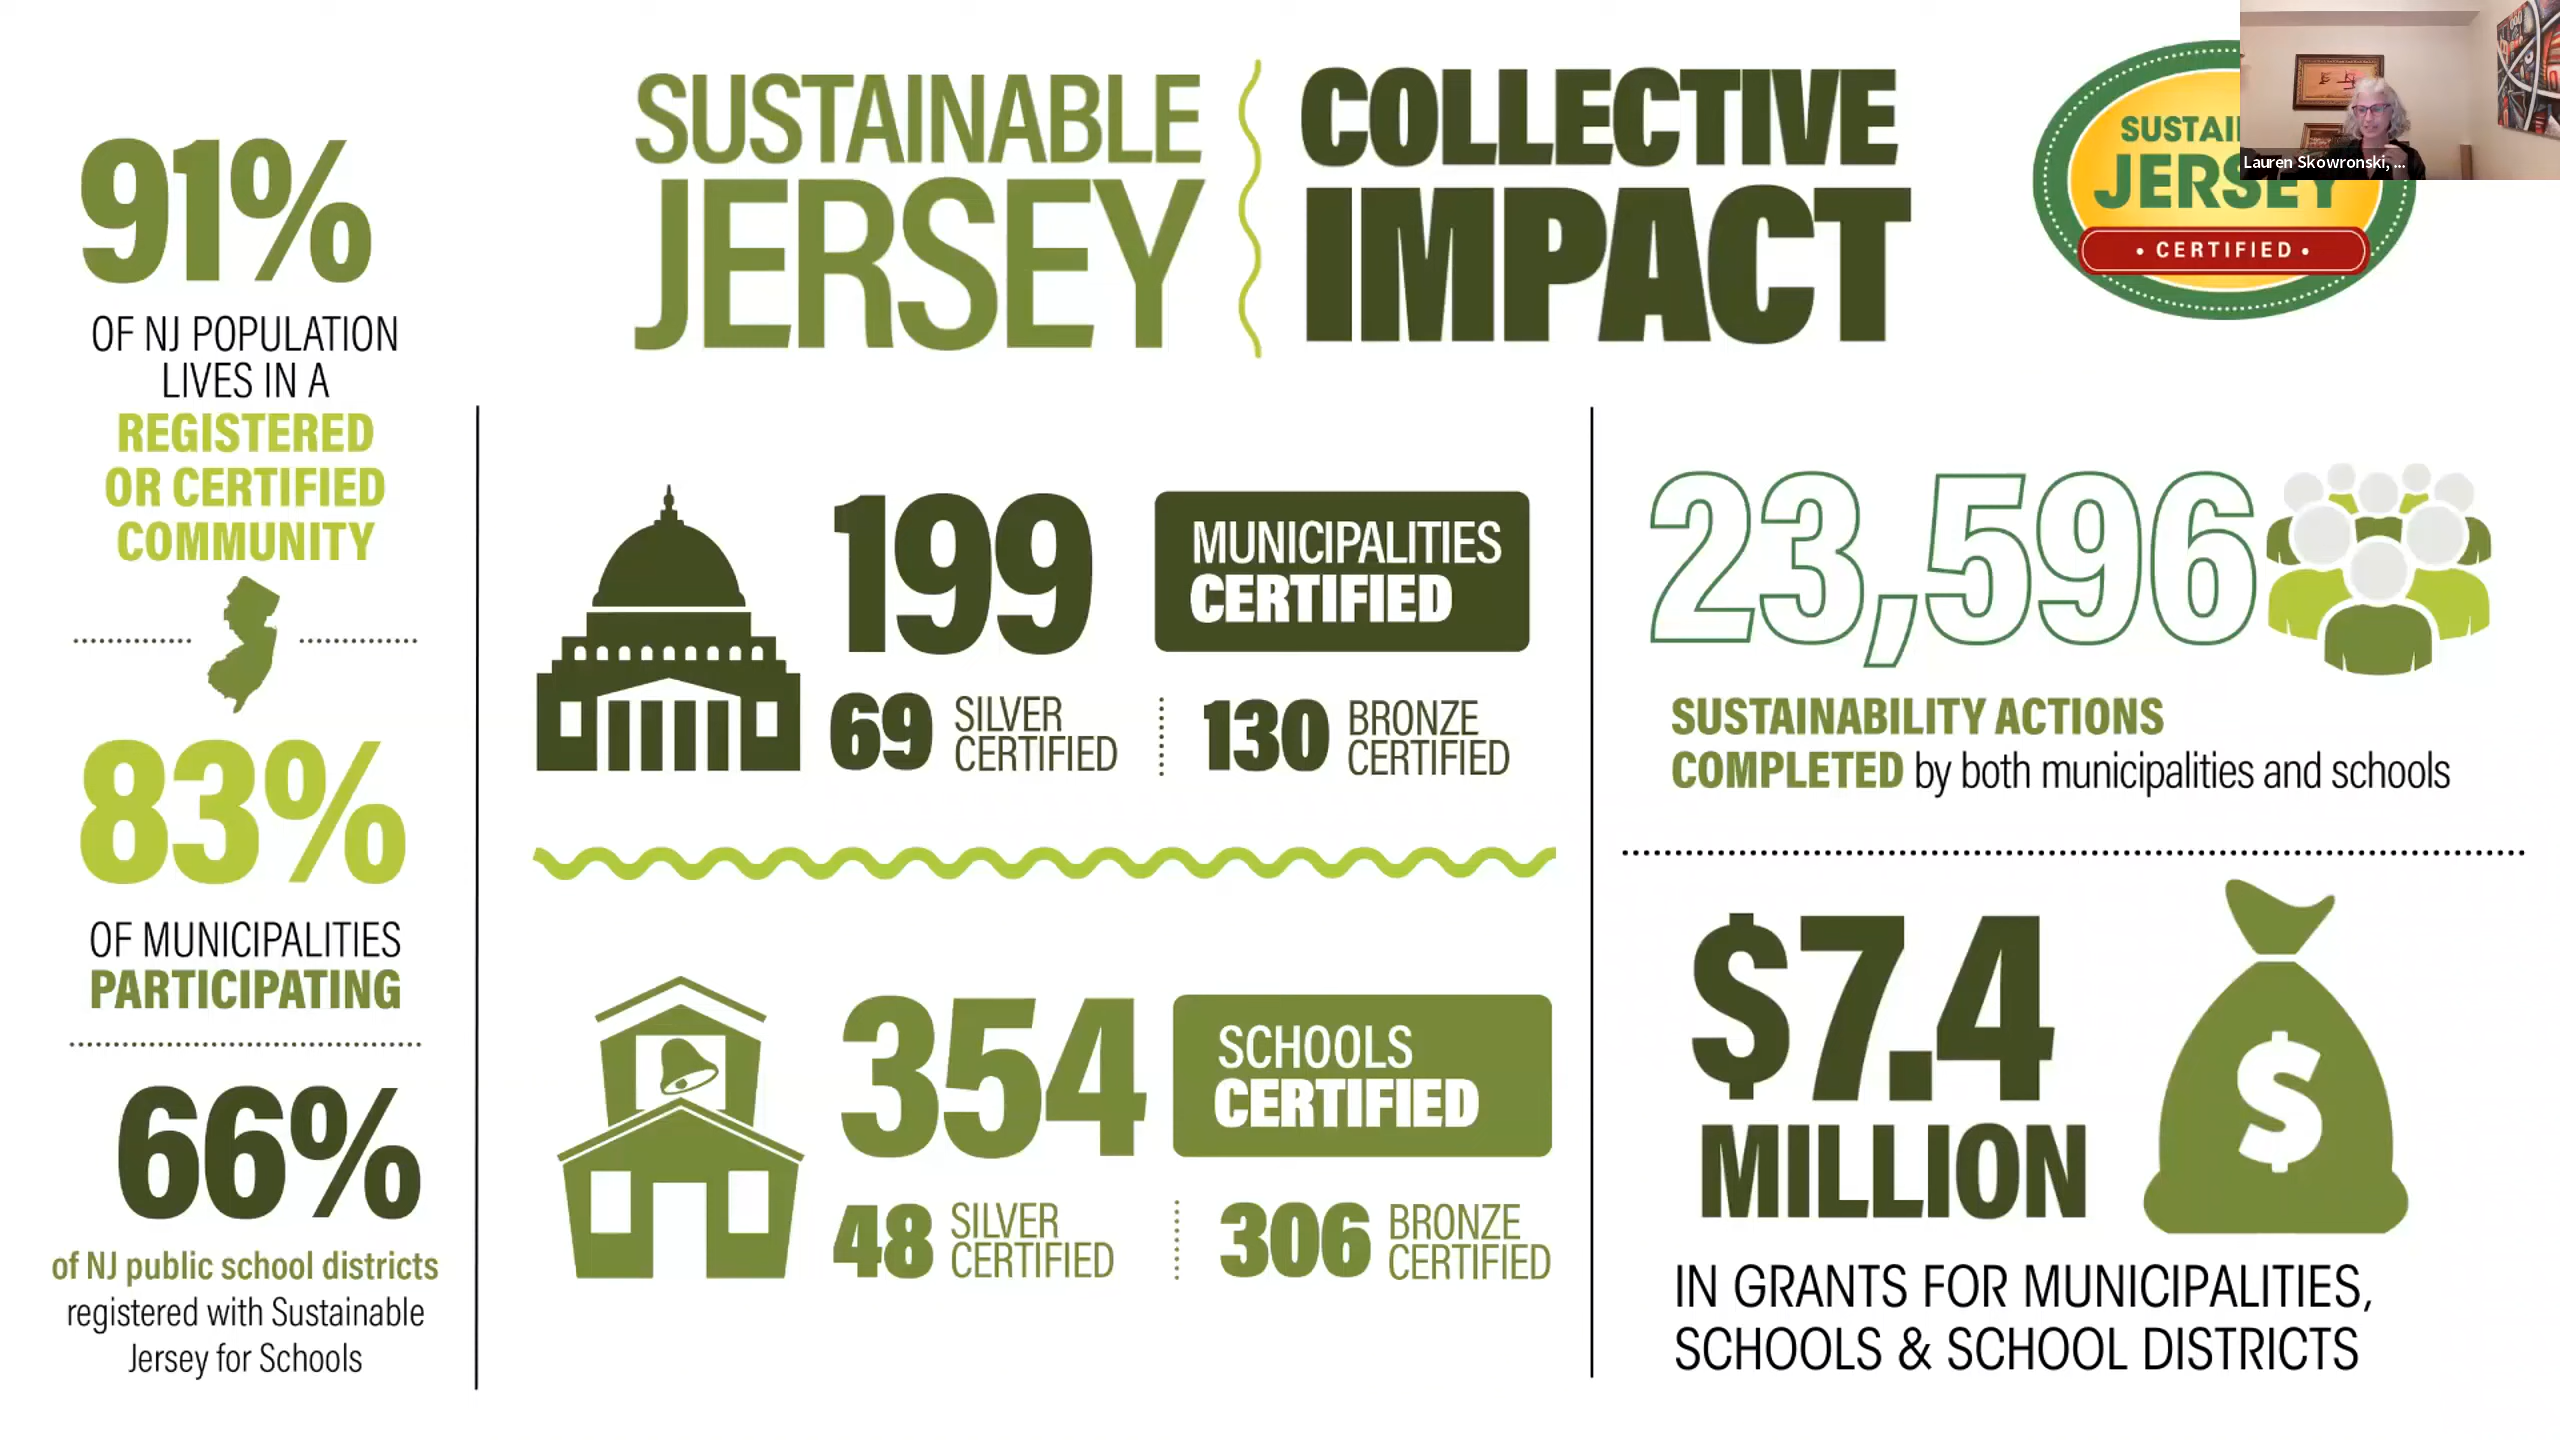 SUSTAINABLE
JERSEY
COLLECTIVE
IMPACT
JERSEY
• CERTIFIED •
Lauren Skowronski, ...
91%
OF NJ POPULATION
LIVES IN A
REGISTERED
OR CERTIFIED
COMMUNITY
83%
OF MUNICIPALITIES
PARTICIPATING
66%
of NJ public school districts
registered with Sustainable
Jersey for Schools
199
MUNICIPALITIES
CERTIFIED
69 SILVER
CERTIFIED
130 BRONZE
CERTIFIED
354
SCHOOLS
CERTIFIED
48 SILVER
CERTIFIED
306 BRONZE
CERTIFIED
23,596
SUSTAINABILITY ACTIONS
COMPLETED by both municipalities and schools
$7.4
MILLION
$
IN GRANTS FOR MUNICIPALITIES,
SCHOOLS & SCHOOL DISTRICTS